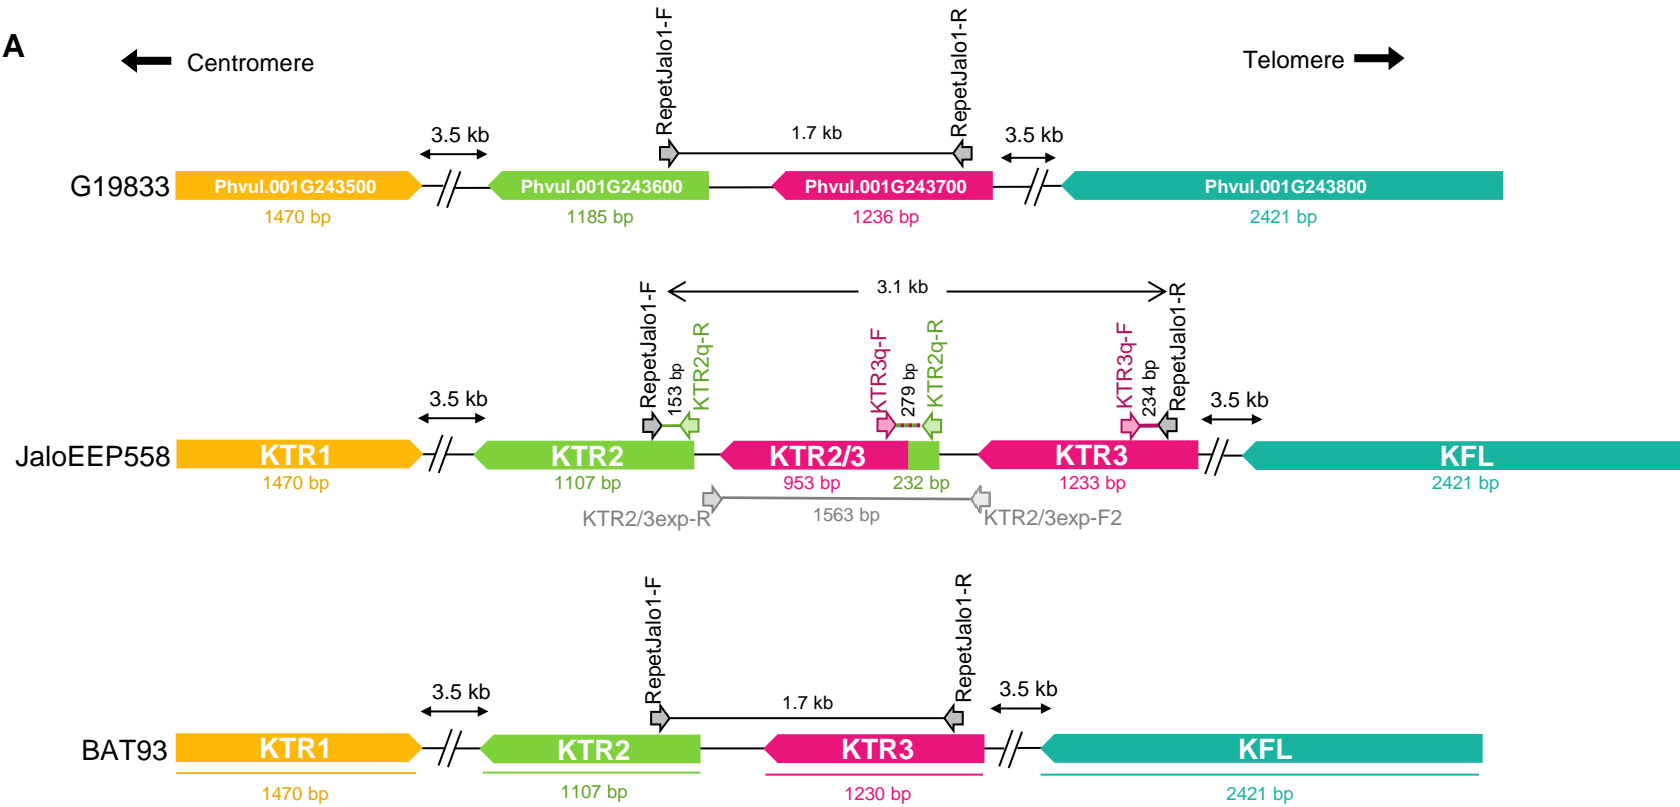 A
Centromere
Telomere
RepetJalo1-F
RepetJalo1-R
3.5 kb
1.7 kb
3.5 kb
G19833
Phvul.001G243500
Phvul.001G243600
Phvul.001G243700
Phvul.001G243800
1470 bp
1185 bp
1236 bp
2421 bp
3.1 kb
RepetJalo1-F
153 bp
KTR2q-R
KTR3q-F
279 bp
KTR2q-R
KTR3q-F
234 bp
RepetJalo1-R
3.5 kb
3.5 kb
JaloEEP558
KTR1
KTR2
KTR2/3
KTR3
KFL
1470 bp
1107 bp
953 bp
232 bp
1233 bp
2421 bp
KTR2/3exp-R
1563 bp
KTR2/3exp-F2
RepetJalo1-F
RepetJalo1-R
3.5 kb
1.7 kb
3.5 kb
BAT93
KTR1
KTR2
KTR3
KFL
1470 bp
1107 bp
1230 bp
2421 bp